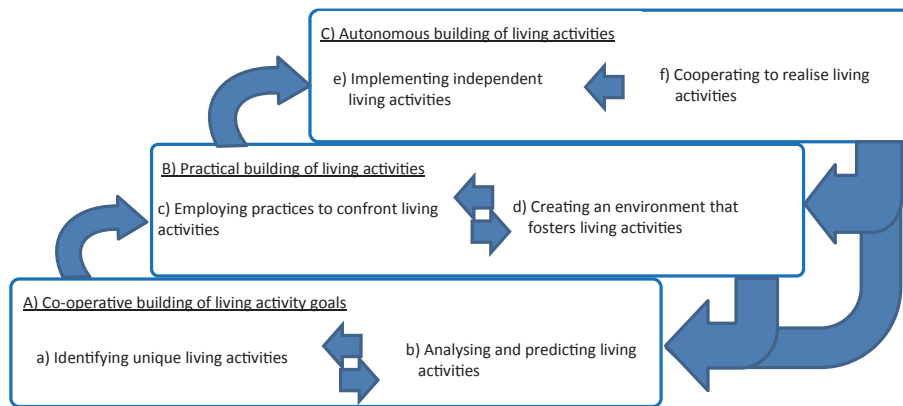 C) Autonomous building of living activities
e) Implementing independent
living activities
f) Cooperating to realise living
activities
B) Practical building of living activities
c) Employing practices to confront living
activities
d) Creating an environment that
fosters living activities
A) Co-operative building of living activity goals
a) Identifying unique living activities
b) Analysing and predicting living
activities